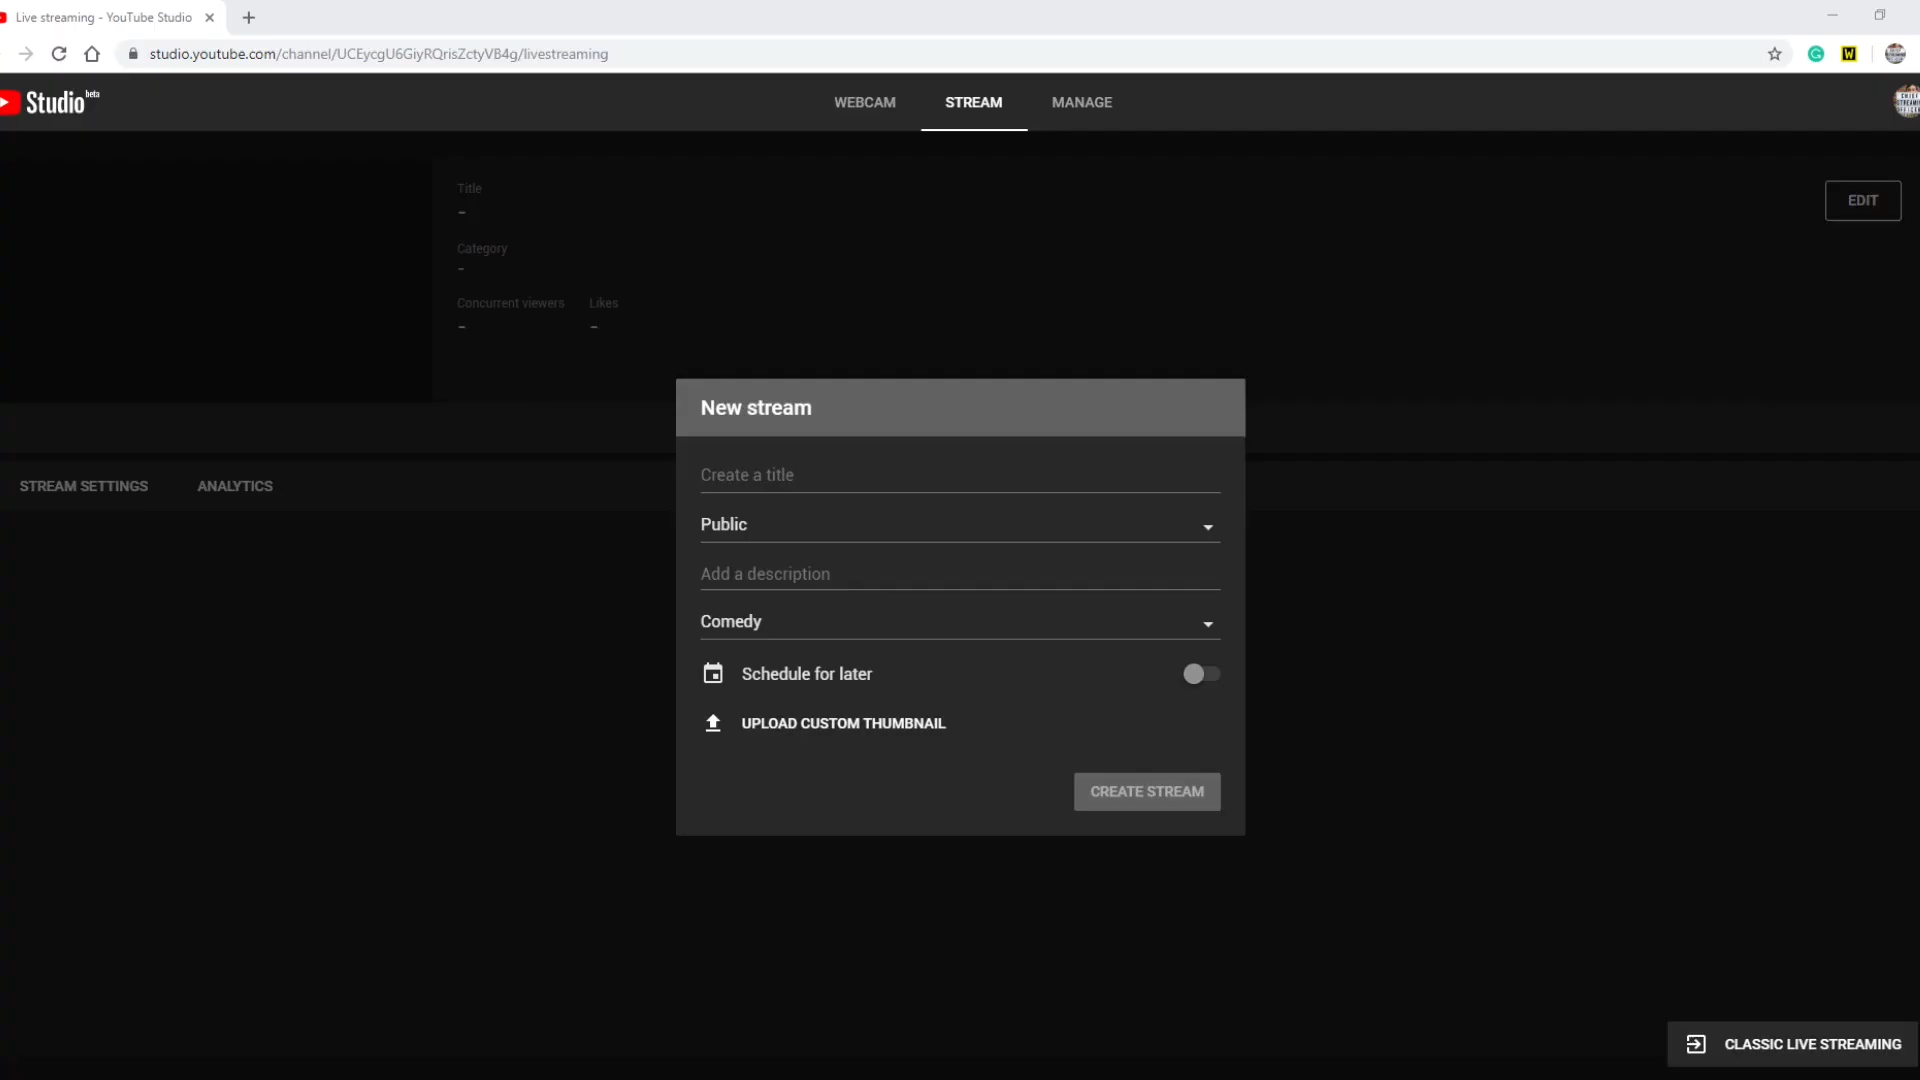 Live streaming - YouTube Studio
studio.youtube.com/channel/UCEycgU6GiyRQrisZctyVB4g/livestreaming
W
Studio beta
WEBCAM
STREAM
MANAGE
Title
-
EDIT
Category
-
Concurrent viewers
Likes
-
-
New stream
Create a title
STREAM SETTINGS
ANALYTICS
Public
Add a description
Comedy
Schedule for later
UPLOAD CUSTOM THUMBNAIL
CREATE STREAM
CLASSIC LIVE STREAMING